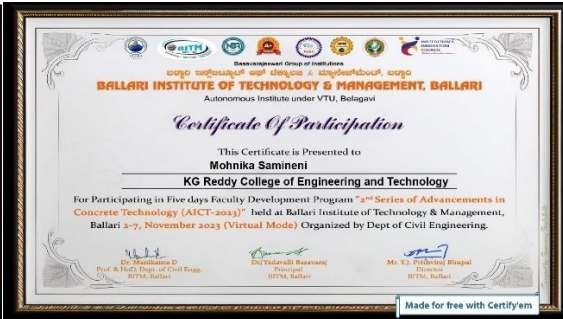 BITM
NBA
INSTITUTION'S INNOVATION COUNCIL
Basavarajeswari Group of Institutions
ಬಳ್ಳಾರಿ ಇನ್ಸ್ಟಿಟ್ಯೂಟ್ ಆಫ್ ಟೆಕ್ನಾಲಜಿ & ಮ್ಯಾನೇಜ್‌ಮೆಂಟ್, ಬಳ್ಳಾರಿ
BALLARI INSTITUTE OF TECHNOLOGY & MANAGEMENT, BALLARI
Autonomous Institute under VTU, Belagavi
Certificate Of Participation
This Certificate is Presented to
Mohnika Samineni
KG Reddy College of Engineering and Technology
For Participating in Five days Faculty Development Program "2nd Series of Advancements in
Concrete Technology (AICT-2023)" held at Ballari Institute of Technology & Management,
Ballari 2-7, November 2023 (Virtual Mode) Organized by Dept of Civil Engineering.
Dr. Manikanta D Dr. Yadavalli Basavaraj Mr. Y.J. Prithviraj Bhupal
Prof & HoD, Dept. of Civil Engg. Principal Director
BITM, Ballari BITM, Ballari BITM, Ballari
Made for free with Certify'em